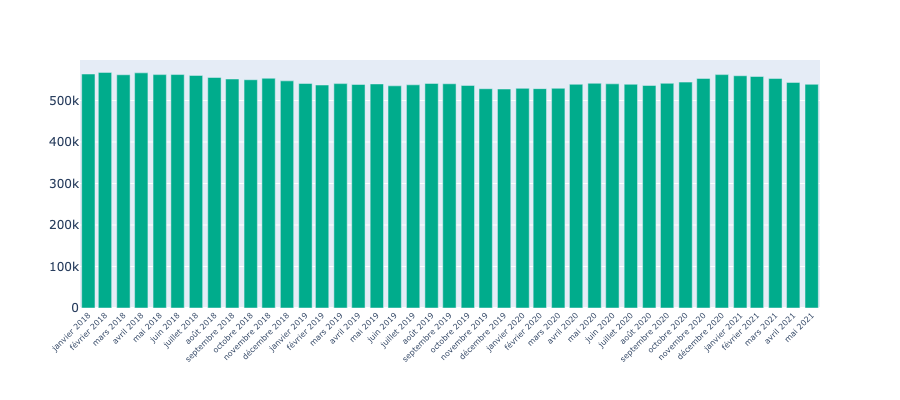 500k
400k
300k
200k
100k
0
janvier 2018
février 2018
mars 2018
avril 2018
mai 2018
juin 2018
juillet 2018
août 2018
septembre 2018
octobre 2018
novembre 2018
décembre 2018
janvier 2019
février 2019
mars 2019
avril 2019
mai 2019
juin 2019
juillet 2019
août 2019
septembre 2019
octobre 2019
novembre 2019
décembre 2019
janvier 2020
février 2020
mars 2020
avril 2020
mai 2020
juin 2020
juillet 2020
août 2020
septembre 2020
octobre 2020
novembre 2020
décembre 2020
janvier 2021
février 2021
mars 2021
avril 2021
mai 2021